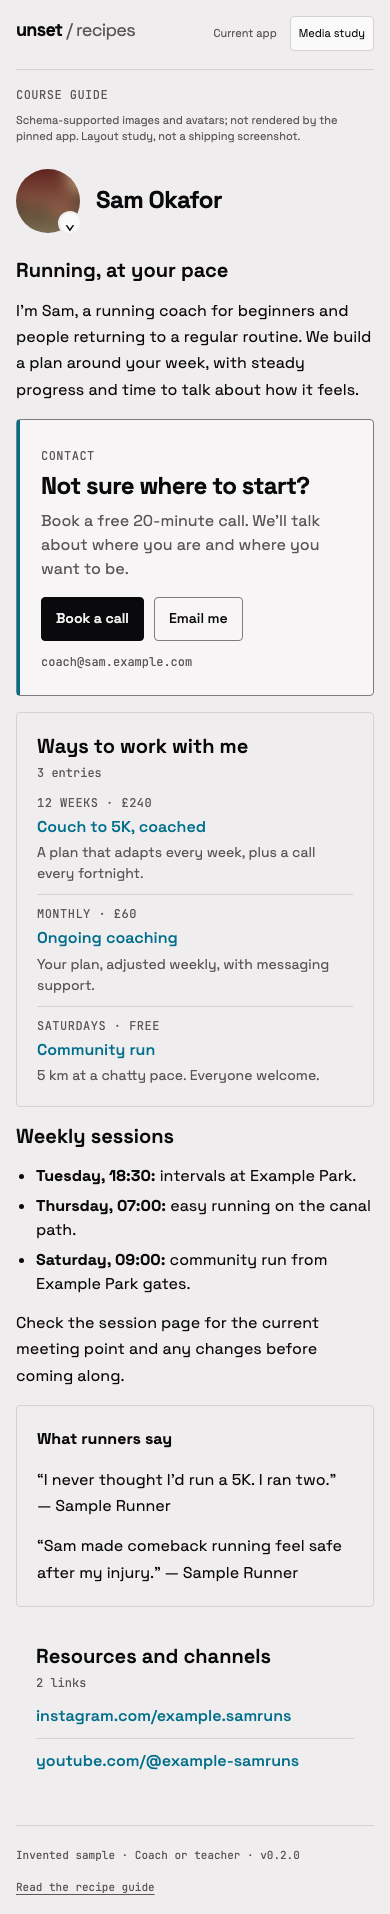 unset / recipes
Current app
Media study
COURSE GUIDE
Schema-supported images and avatars; not rendered by the
pinned app. Layout study, not a shipping screenshot.
Sam Okafor
Running, at your pace
I’m Sam, a running coach for beginners and
people returning to a regular routine. We build
a plan around your week, with steady
progress and time to talk about how it feels.
CONTACT
Not sure where to start?
Book a free 20-minute call. We’ll talk
about where you are and where you
want to be.
Book a call
Email me
coach@sam.example.com
Ways to work with me
3 entries
12 WEEKS · £240
Couch to 5K, coached
A plan that adapts every week, plus a call
every fortnight.
MONTHLY · £60
Ongoing coaching
Your plan, adjusted weekly, with messaging
support.
SATURDAYS · FREE
Community run
5 km at a chatty pace. Everyone welcome.
Weekly sessions
• Tuesday, 18:30: intervals at Example Park.
• Thursday, 07:00: easy running on the canal
path.
• Saturday, 09:00: community run from
Example Park gates.
Check the session page for the current
meeting point and any changes before
coming along.
What runners say
“I never thought I’d run a 5K. I ran two.”
— Sample Runner
“Sam made comeback running feel safe
after my injury.” — Sample Runner
Resources and channels
2 links
instagram.com/example.samruns
youtube.com/@example-samruns
Invented sample · Coach or teacher · v0.2.0
Read the recipe guide